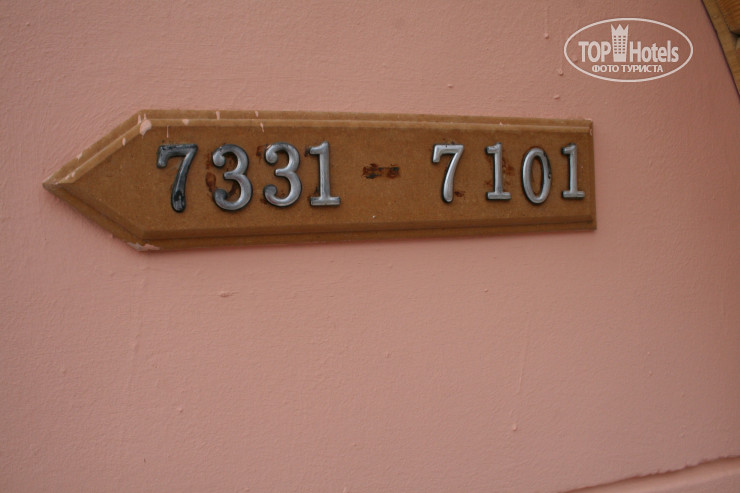 TOP Hotels
ФОТО ТУРИСТА
7331 - 7101